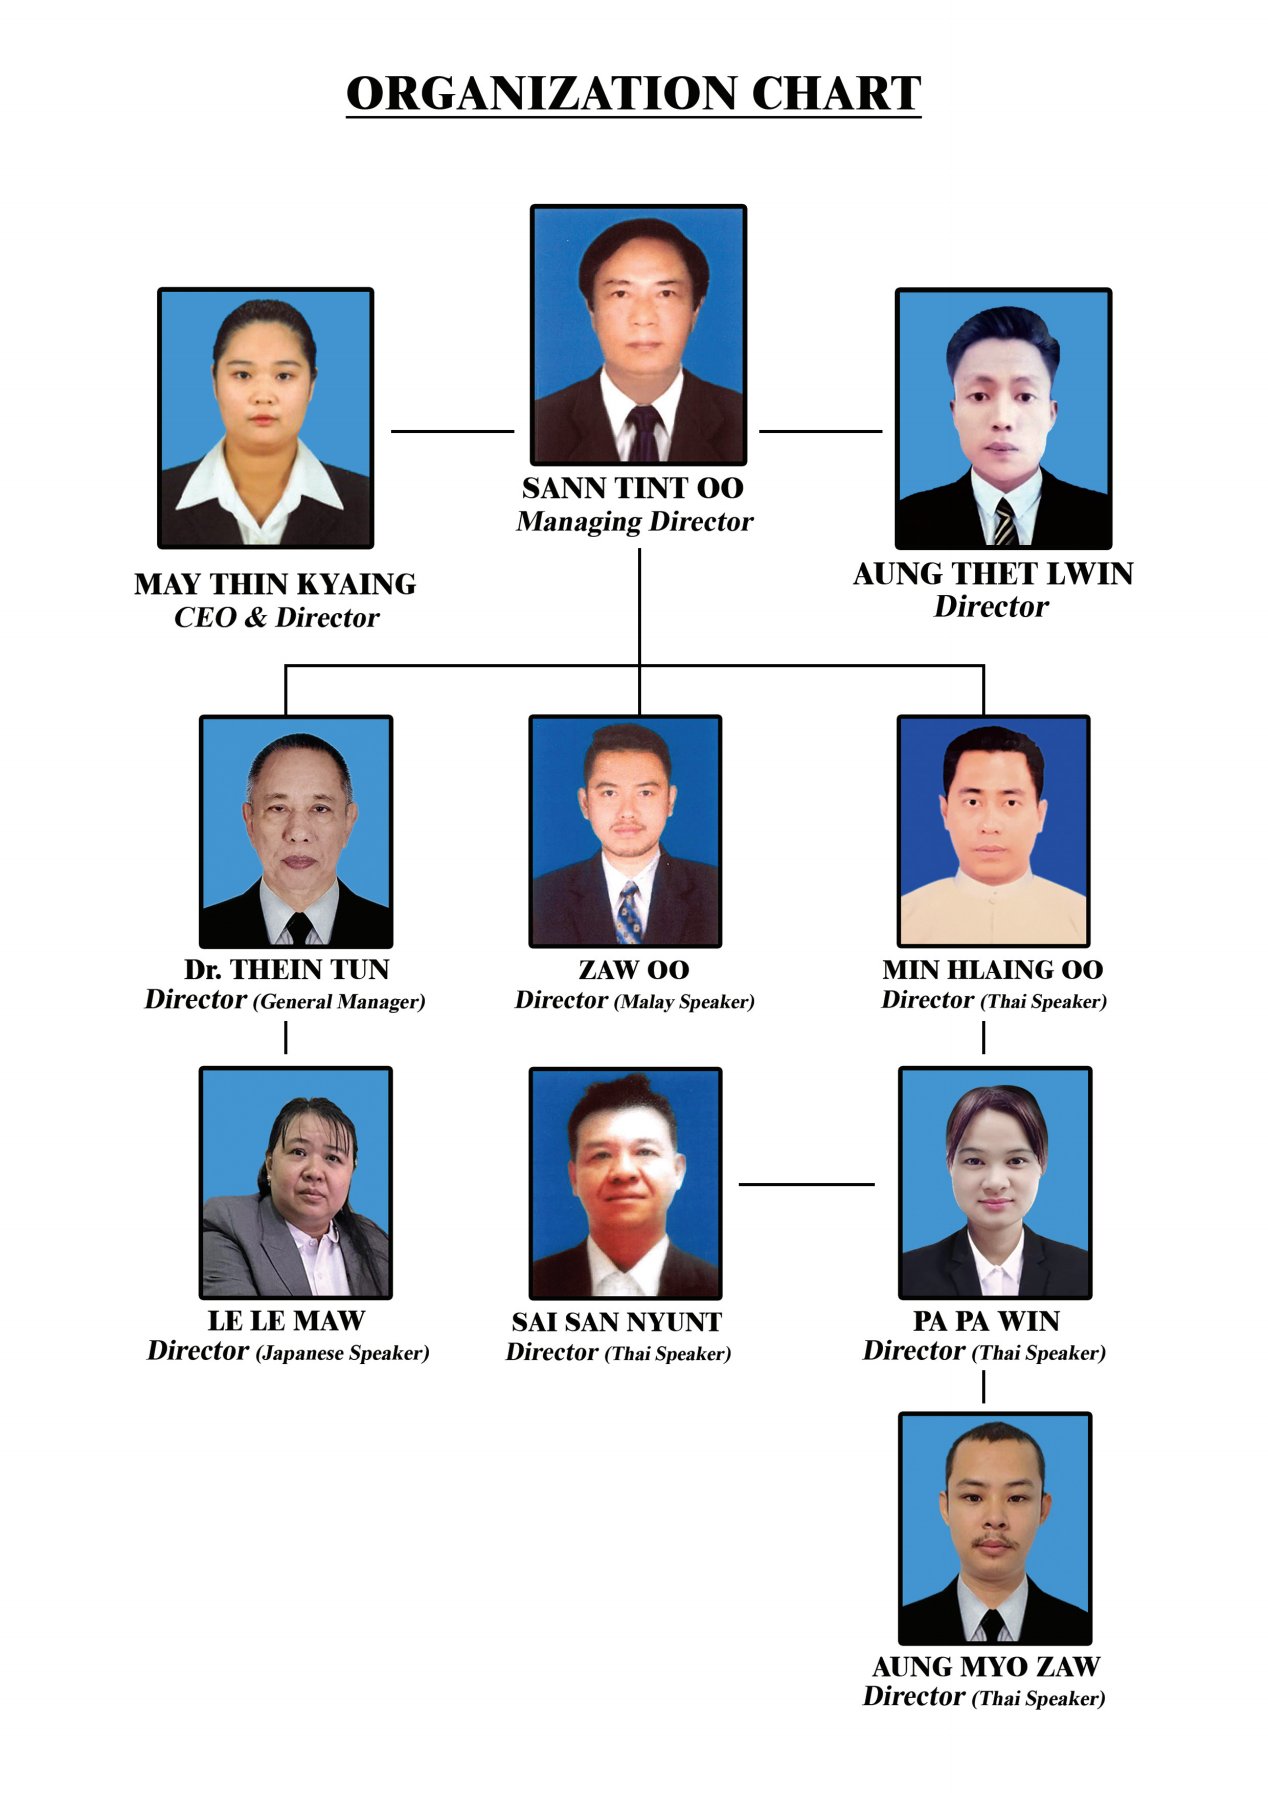 ORGANIZATION CHART
SANN TINT OO
Managing Director
MAY THIN KYAING
CEO & Director
AUNG THET LWIN
Director
Dr. THEIN TUN
Director (General Manager)
ZAW OO
Director (Malay Speaker)
MIN HLAING OO
Director (Thai Speaker)
LE LE MAW
Director (Japanese Speaker)
SAI SAN NYUNT
Director (Thai Speaker)
PA PA WIN
Director (Thai Speaker)
AUNG MYO ZAW
Director (Thai Speaker)